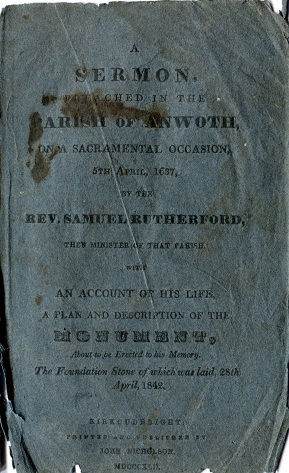 A
SERMON,
PREACHED IN THE
PARISH OF ANWOTH,
ON A SACRAMENTAL OCCASION,
5TH APRIL, 1637,
BY THE
REV. SAMUEL RUTHERFORD,
THEN MINISTER OF THAT PARISH.
WITH
AN ACCOUNT OF HIS LIFE,
A PLAN AND DESCRIPTION OF THE
MONUMENT,
About to be Erected to his Memory.
The Foundation Stone of which was laid, 28th
April, 1842.
KIRKCUDBRIGHT:
PRINTED AND PUBLISHED BY
JOHN NICHOLSON.
MDCCCXLII.